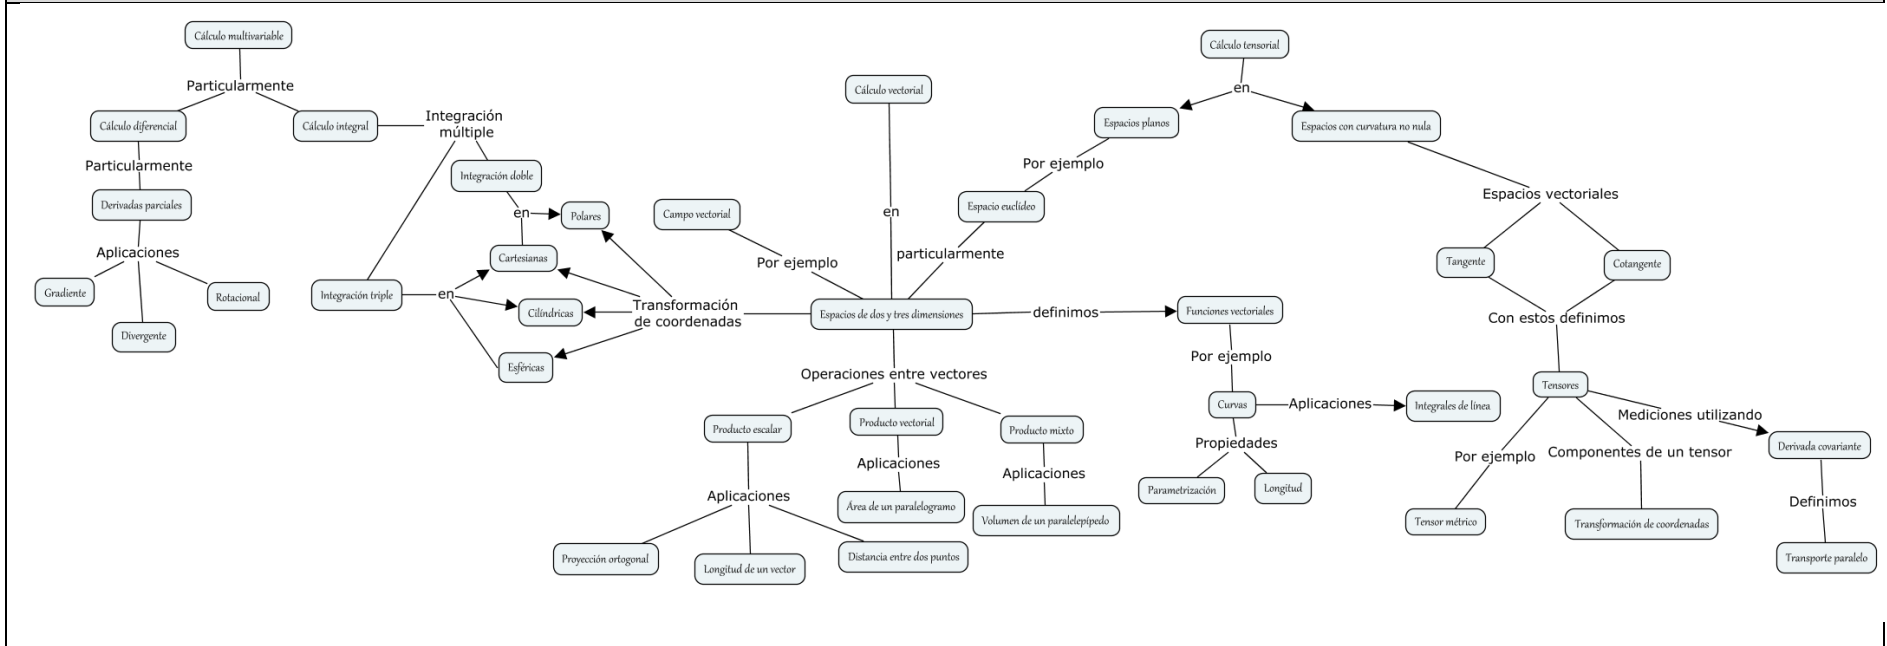 Cálculo multivariable
Particularmente
Cálculo diferencial
Cálculo integral
Integración
múltiple
Particularmente
Derivadas parciales
Aplicaciones
Gradiente
Divergente
Rotacional
Integración doble
en
Polares
Cartesianas
Integración triple
en
Cilíndricas
Esféricas
Transformación
de coordenadas
Cálculo vectorial
en
Campo vectorial
Por ejemplo
Espacios de dos y tres dimensiones
particularmente
Espacio euclídeo
Por ejemplo
Espacios planos
Cálculo tensorial
en
Espacios con curvatura no nula
Espacios vectoriales
Tangente
Cotangente
Con estos definimos
Tensores
Por ejemplo
Tensor métrico
Componentes de un tensor
Transformación de coordenadas
Mediciones utilizando
Derivada covariante
Definimos
Transporte paralelo
definimos
Funciones vectoriales
Por ejemplo
Curvas
Aplicaciones
Integrales de línea
Propiedades
Parametrización
Longitud
Operaciones entre vectores
Producto escalar
Producto vectorial
Producto mixto
Aplicaciones
Proyección ortogonal
Longitud de un vector
Distancia entre dos puntos
Aplicaciones
Área de un paralelogramo
Aplicaciones
Volumen de un paralelepípedo